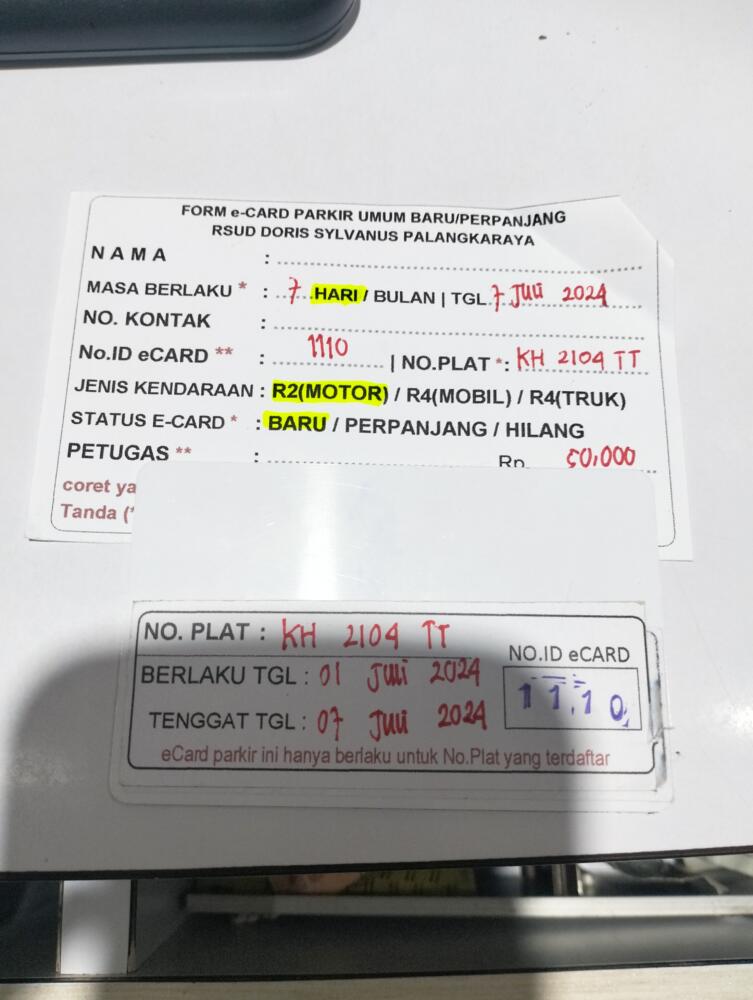 FORM e-CARD PARKIR UMUM BARU/PERPANJANG
RSUD DORIS SYLVANUS PALANGKARAYA
NAMA :
MASA BERLAKU * : 7 HARI / BULAN | TGL. 7 Juli 2024
NO. KONTAK :
No.ID eCARD ** : 1110 | NO.PLAT *: KH 2104 TT
JENIS KENDARAAN : R2(MOTOR) / R4(MOBIL) / R4(TRUK)
STATUS E-CARD * : BARU / PERPANJANG / HILANG
PETUGAS ** : Rp. 50,000
coret ya
Tanda (*
NO. PLAT : KH 2104 TT
NO.ID eCARD
BERLAKU TGL : 01 Juli 2024
1110
TENGGAT TGL : 07 Juli 2024
eCard parkir ini hanya berlaku untuk No.Plat yang terdaftar